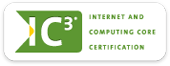 IC³®
INTERNET AND
COMPUTING CORE
CERTIFICATION